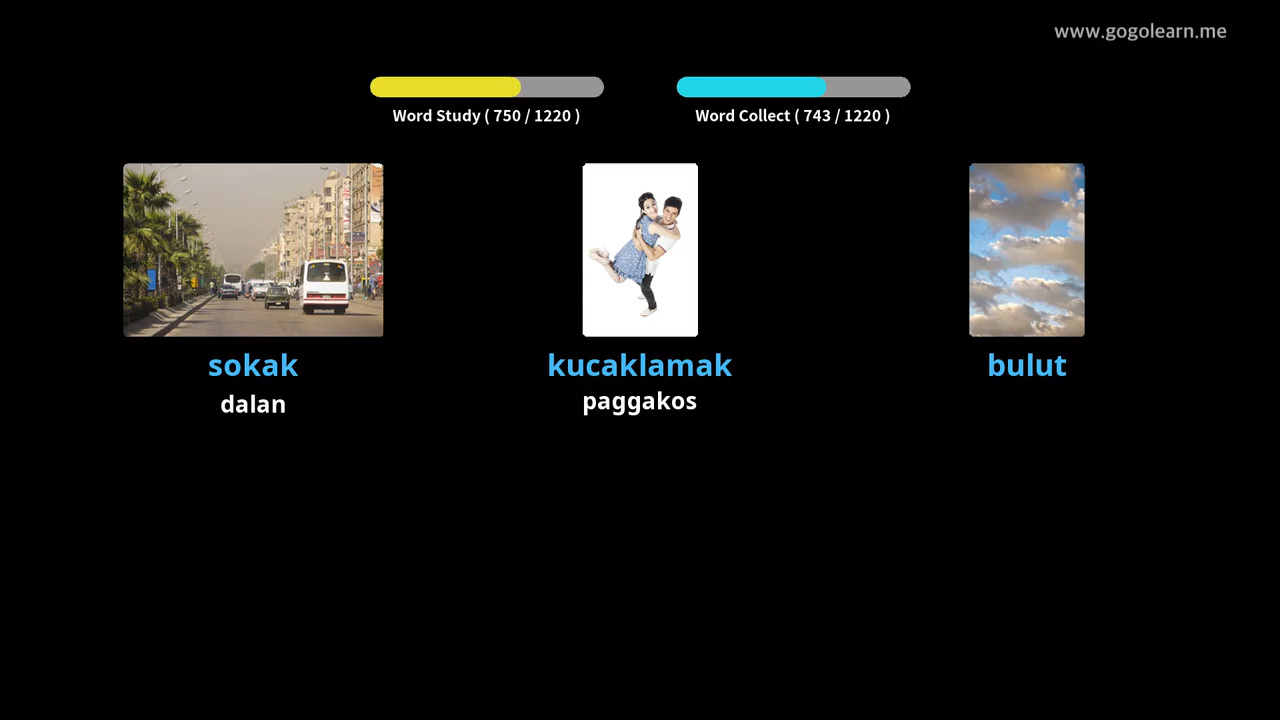 www.gogolearn.me
Word Study ( 750 / 1220 )
Word Collect ( 743 / 1220 )
sokak
dalan
kucaklamak
paggakos
bulut